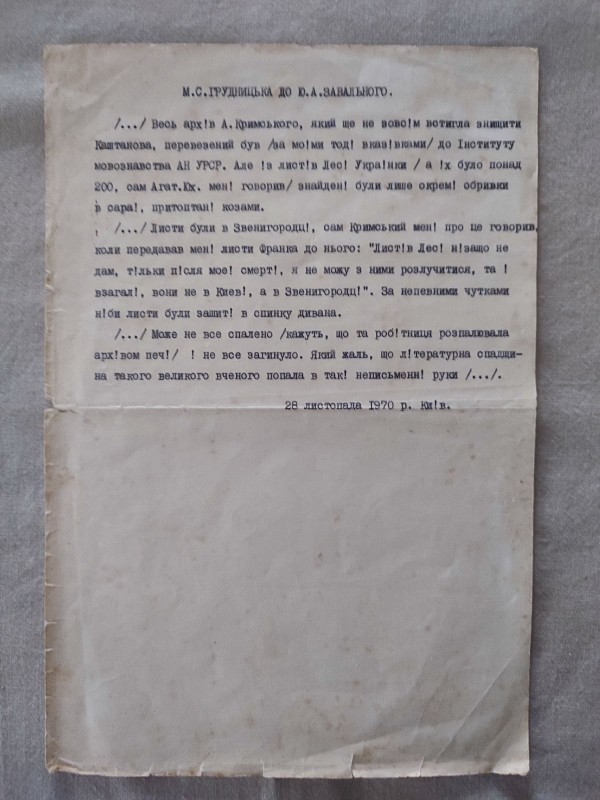 М.С.ГРУДНИЦЬКА ДО Ю.А.ЗАВАЛЬНОГО.
/.../ Весь арх!в А.Кримського, який ще не зовс!м встигла знищити
Каштанова, перевезений був /за мо!ми тод! вказ!вками/ до Інституту
мовознавства АН УРСР. Але !з лист!в Лес! Укра!нки / а !х було понад
200, сам Агат.Кх. мен! говорив/ знайден! були лише окрем! обривки
в сара!, притоптан! козами.
/.../ Листи були в Звенигородц!, сам Кримський мен! про це говорив,
коли передавав мен! листи Франка до нього: "Лист!в Лес! н!защо не
дам, т!льки п!сля мое! смерт!, я не можу з ними розлучитися, та !
взагал!, вони не в Киев!, а в Звенигородц!". За непевними чутками
н!би листи були зашит! в спинку дивана.
/.../ Може не все спалено /кажуть, що та роб!тниця розпалювала
арх!вом печ!/ ! не все загинуло. Який жаль, що л!тературна спадщи-
на такого великого вченого попала в так! неписьменн! руки /.../.
28 листопада 1970 р. Ки!в.